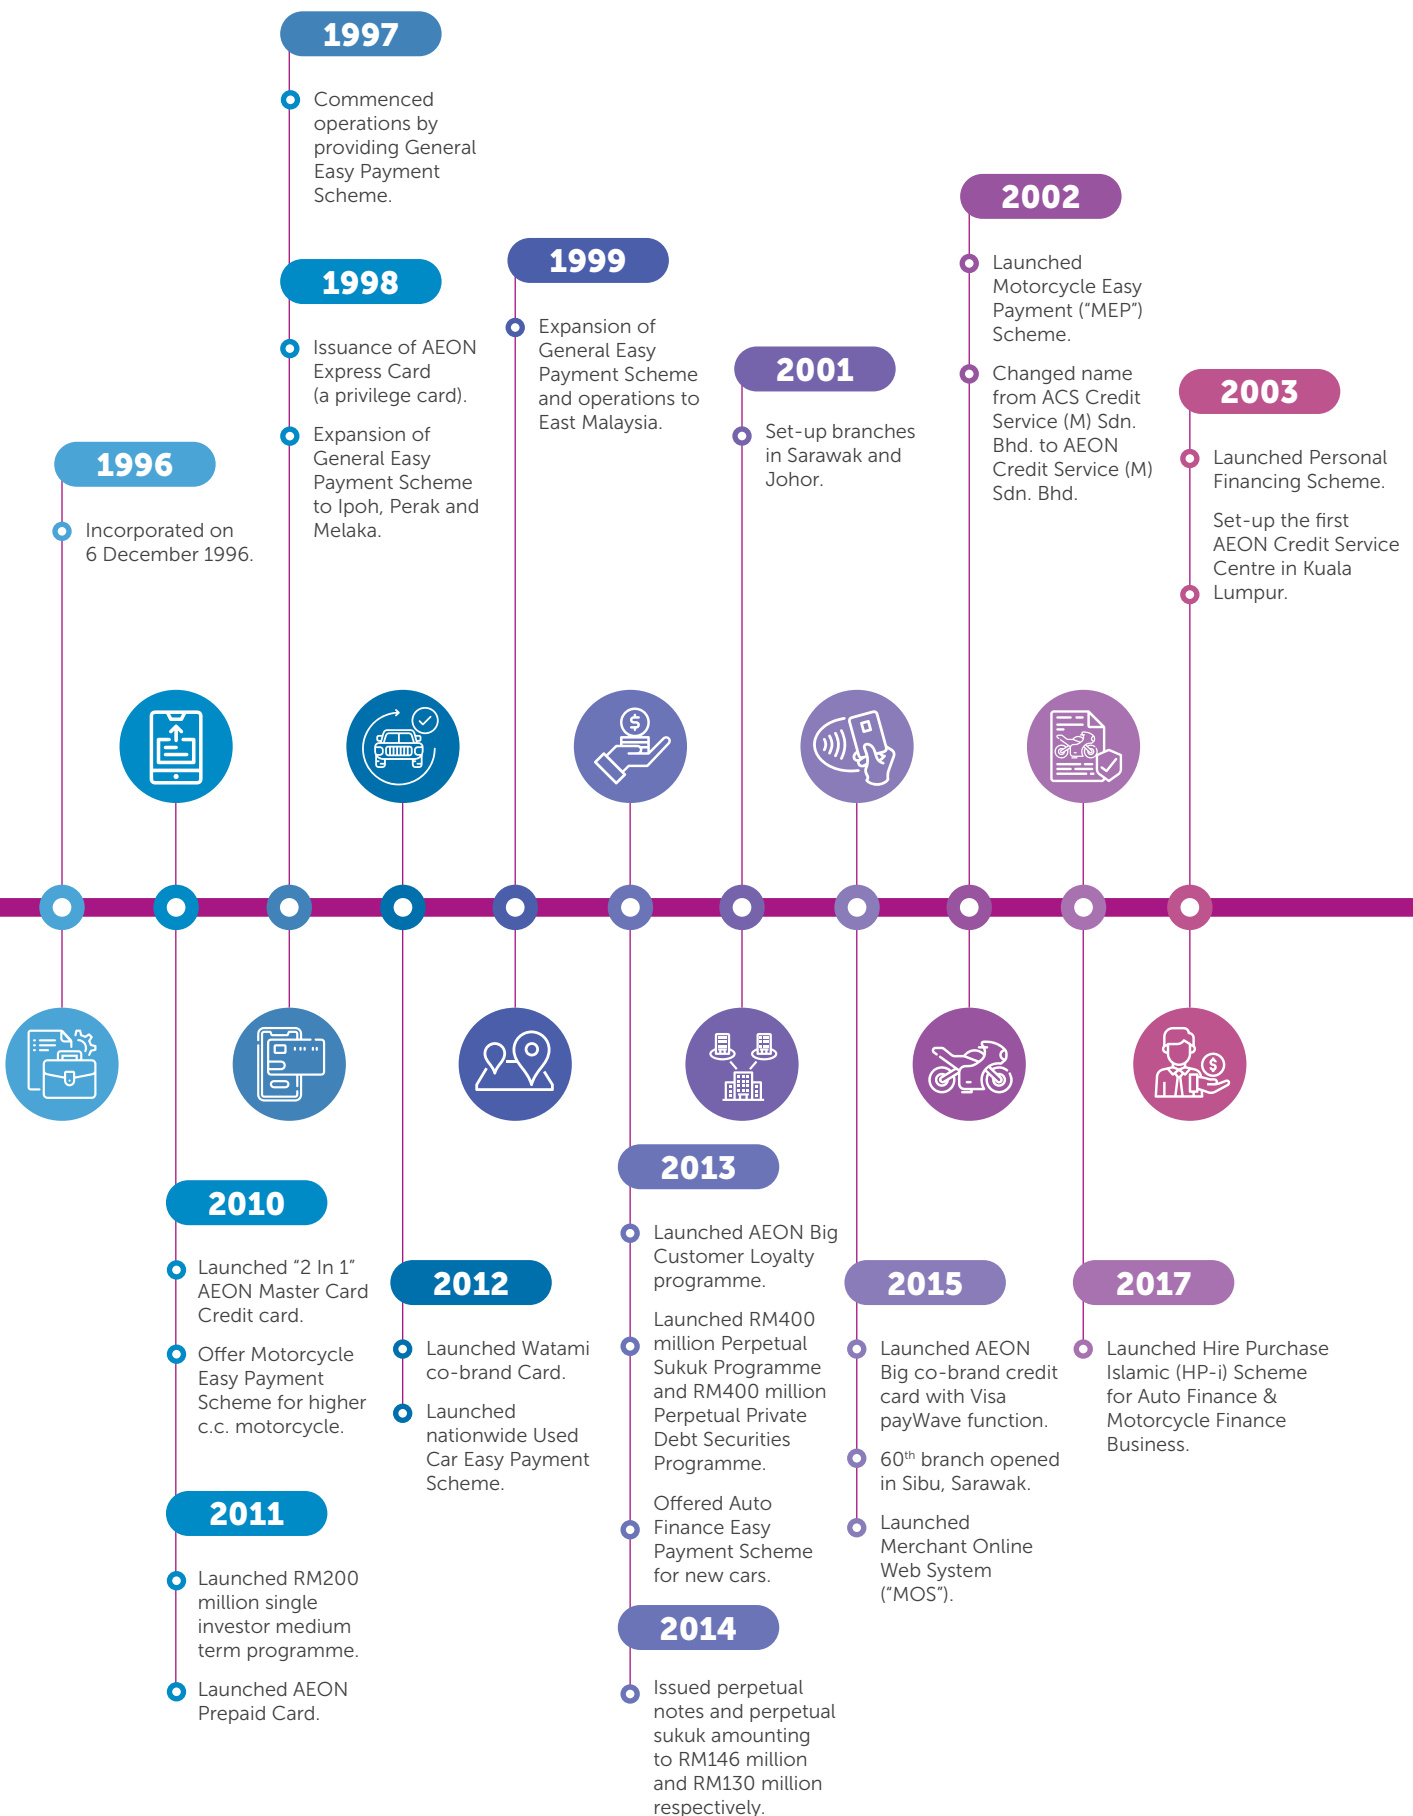 1997
Commenced
operations by
providing General
Easy Payment
Scheme.
1998
Issuance of AEON
Express Card
(a privilege card).
Expansion of
General Easy
Payment Scheme
to Ipoh, Perak and
Melaka.
1996
Incorporated on
6 December 1996.
1999
Expansion of
General Easy
Payment Scheme
and operations to
East Malaysia.
2001
Set-up branches
in Sarawak and
Johor.
2002
Launched
Motorcycle Easy
Payment (“MEP”)
Scheme.
Changed name
from ACS Credit
Service (M) Sdn.
Bhd. to AEON
Credit Service (M)
Sdn. Bhd.
2003
Launched Personal
Financing Scheme.
Set-up the first
AEON Credit Service
Centre in Kuala
Lumpur.
2010
Launched “2 In 1”
AEON Master Card
Credit card.
Offer Motorcycle
Easy Payment
Scheme for higher
c.c. motorcycle.
2011
Launched RM200
million single
investor medium
term programme.
Launched AEON
Prepaid Card.
2012
Launched Watami
co-brand Card.
Launched
nationwide Used
Car Easy Payment
Scheme.
2013
Launched AEON Big
Customer Loyalty
programme.
Launched RM400
million Perpetual
Sukuk Programme
and RM400 million
Perpetual Private
Debt Securities
Programme.
Offered Auto
Finance Easy
Payment Scheme
for new cars.
2014
Issued perpetual
notes and perpetual
sukuk amounting
to RM146 million
and RM130 million
respectively.
2015
Launched AEON
Big co-brand credit
card with Visa
payWave function.
60th branch opened
in Sibu, Sarawak.
Launched
Merchant Online
Web System
(“MOS”).
2017
Launched Hire Purchase
Islamic (HP-i) Scheme
for Auto Finance &
Motorcycle Finance
Business.